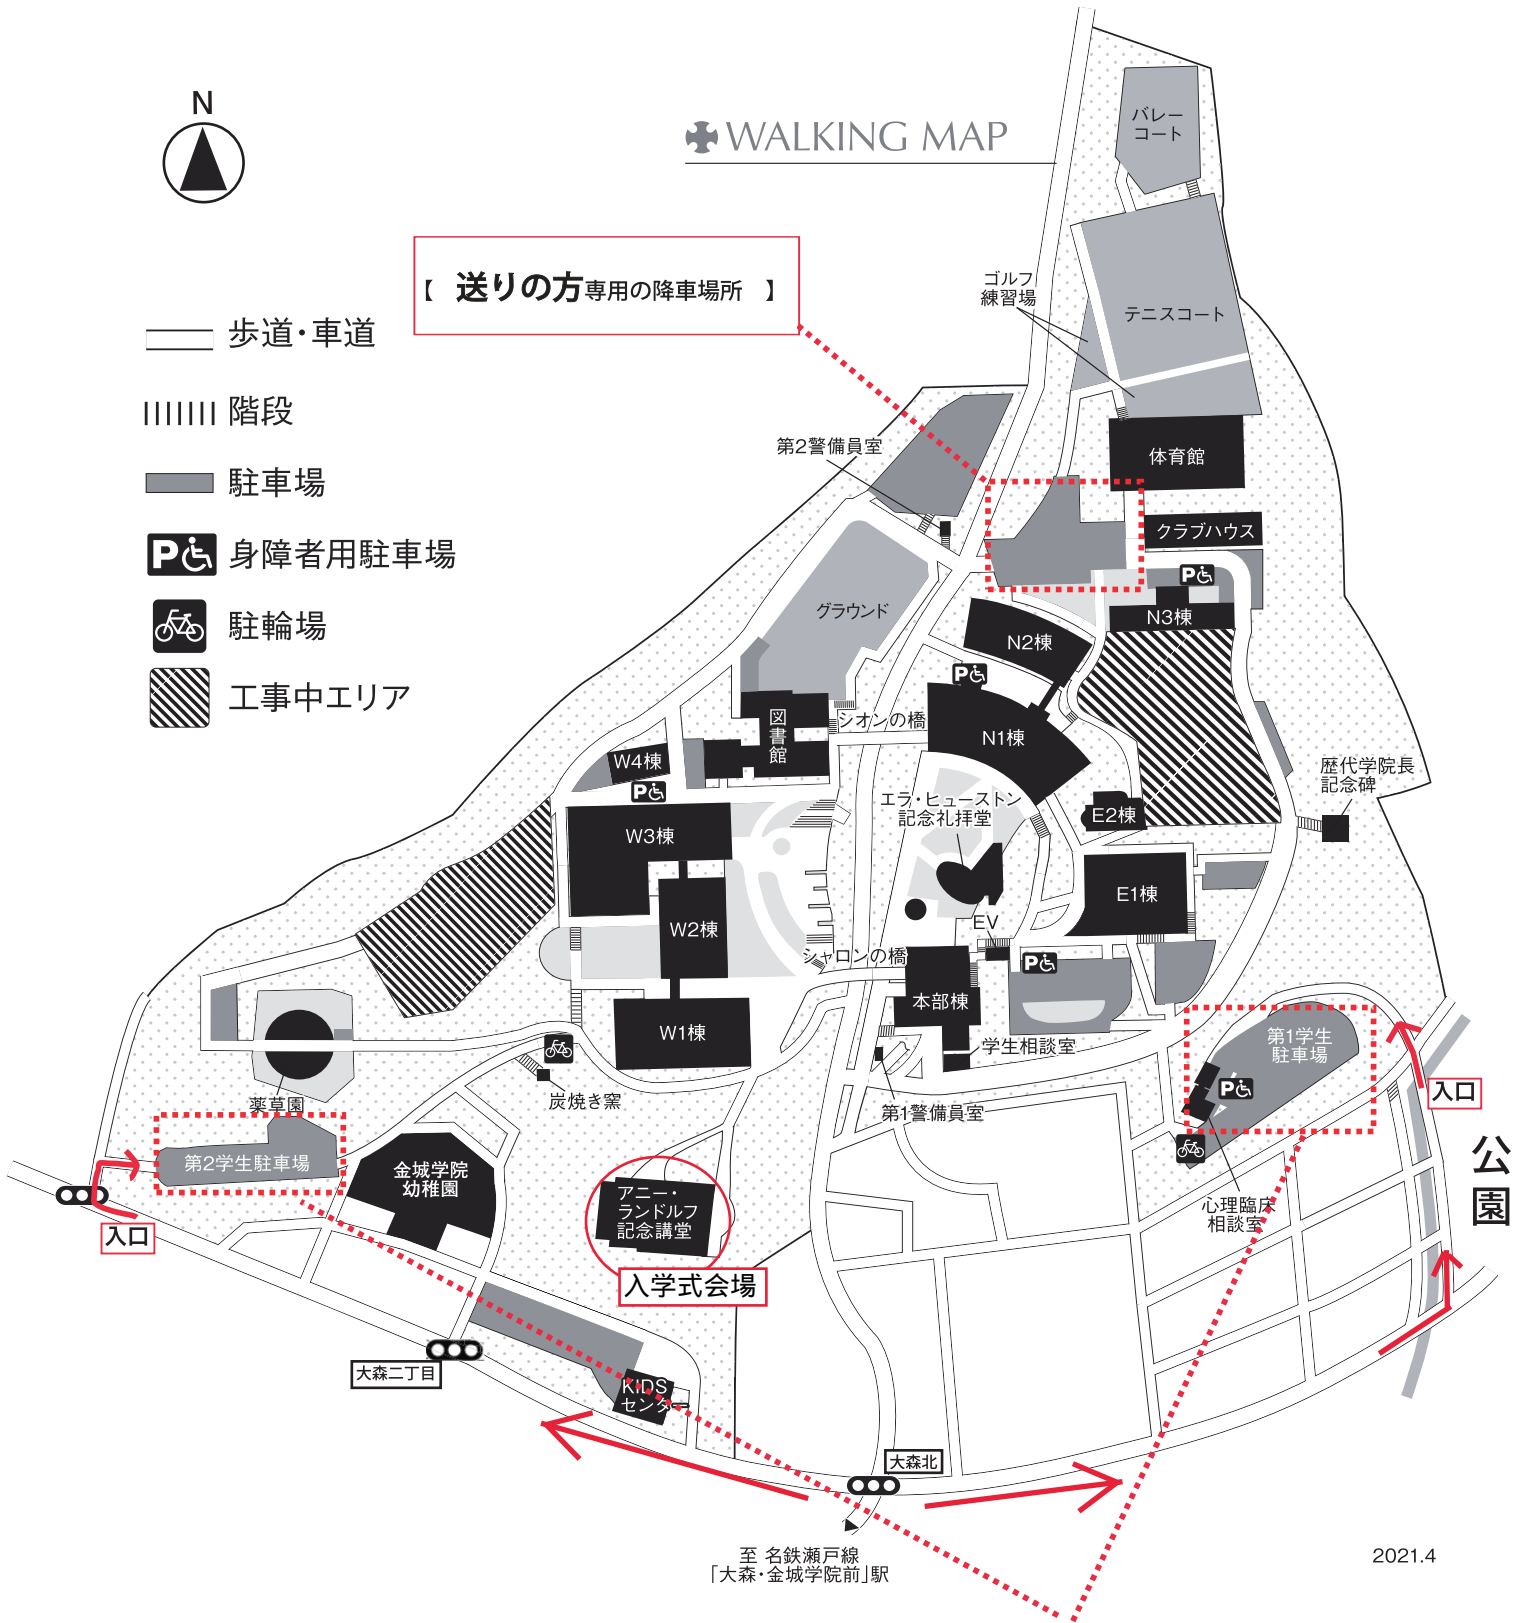 N
WALKING MAP
バレー
コート
【 送りの方専用の降車場所 】
ゴルフ
練習場
テニスコート
歩道・車道
階段
駐車場
P
身障者用駐車場
駐輪場
工事中エリア
第2警備員室
体育館
クラブハウス
P
N3棟
グラウンド
N2棟
P
図書館
シオンの橋
N1棟
W4棟
P
歴代学院長
記念碑
エラ・ヒューストン
記念礼拝堂
E2棟
W3棟
E1棟
W2棟
EV
シャロンの橋
P
本部棟
W1棟
学生相談室
第1学生
駐車場
P
入口
薬草園
炭焼き窯
第1警備員室
第2学生駐車場
金城学院
幼稚園
アニー・
ランドルフ
記念講堂
心理臨床
相談室
公園
入口
入学式会場
大森二丁目
KIDS
センター
大森北
至 名鉄瀬戸線
「大森・金城学院前」駅
2021.4